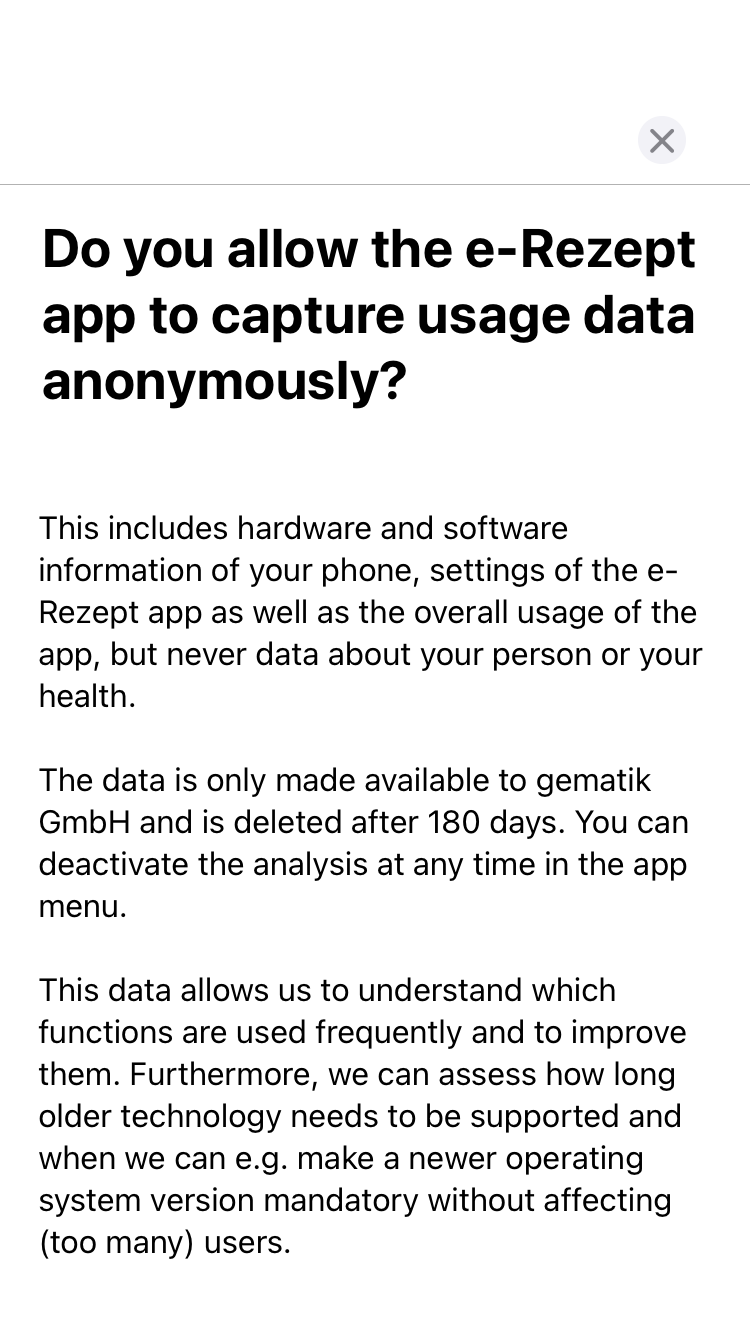 Do you allow the e-Rezept
app to capture usage data
anonymously?
This includes hardware and software
information of your phone, settings of the e-
Rezept app as well as the overall usage of the
app, but never data about your person or your
health.
The data is only made available to gematik
GmbH and is deleted after 180 days. You can
deactivate the analysis at any time in the app
menu.
This data allows us to understand which
functions are used frequently and to improve
them. Furthermore, we can assess how long
older technology needs to be supported and
when we can e.g. make a newer operating
system version mandatory without affecting
(too many) users.